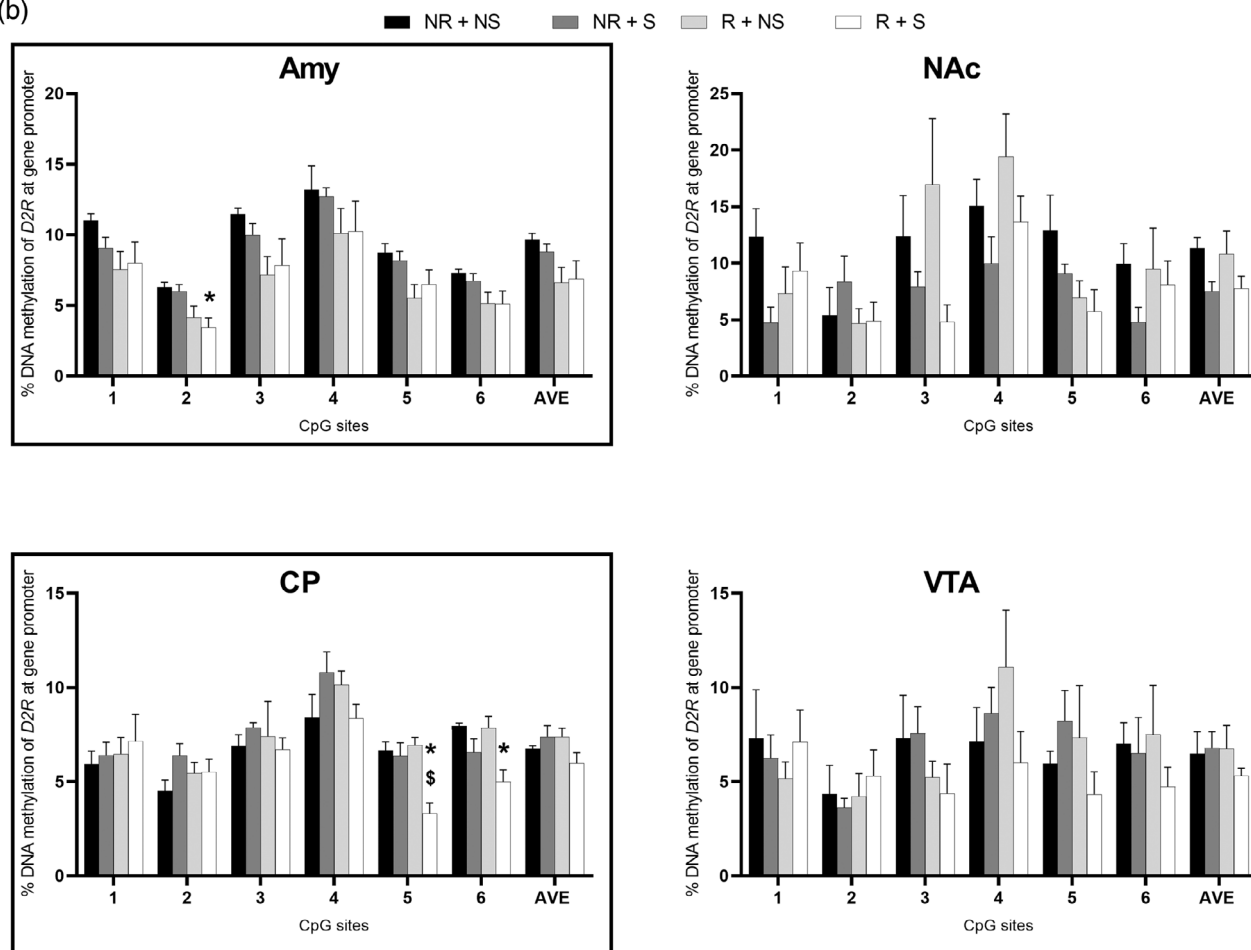 (b)
NR + NS NR + S R + NS R + S
Amy
% DNA methylation of D2R at gene promoter
20
15
10
5
0
*
1 2 3 4 5 6 AVE
CpG sites
NAc
% DNA methylation of D2R at gene promoter
25
20
15
10
5
0
1 2 3 4 5 6 AVE
CpG sites
CP
% DNA methylation of D2R at gene promoter
15
10
5
0
* *
$
1 2 3 4 5 6 AVE
CpG sites
VTA
% DNA methylation of D2R at gene promoter
15
10
5
0
1 2 3 4 5 6 AVE
CpG sites